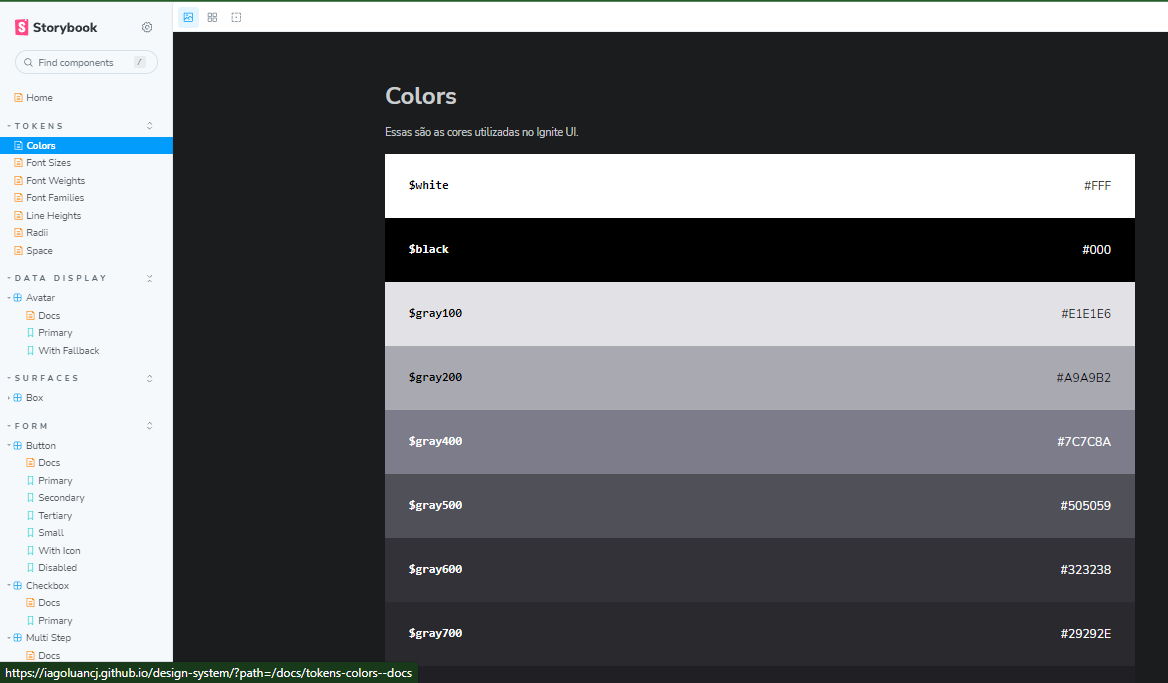 Storybook
Find components /
Home
TOKENS
Colors
Font Sizes
Font Weights
Font Families
Line Heights
Radii
Space
DATA DISPLAY
Avatar
Docs
Primary
With Fallback
SURFACES
Box
FORM
Button
Docs
Primary
Secondary
Tertiary
Small
With Icon
Disabled
Checkbox
Docs
Primary
Multi Step
Docs
Colors
Essas são as cores utilizadas no Ignite UI.
$white #FFF
$black #000
$gray100 #E1E1E6
$gray200 #A9A9B2
$gray400 #7C7C8A
$gray500 #505059
$gray600 #323238
$gray700 #29292E
https://iagoluancj.github.io/design-system/?path=/docs/tokens-colors--docs